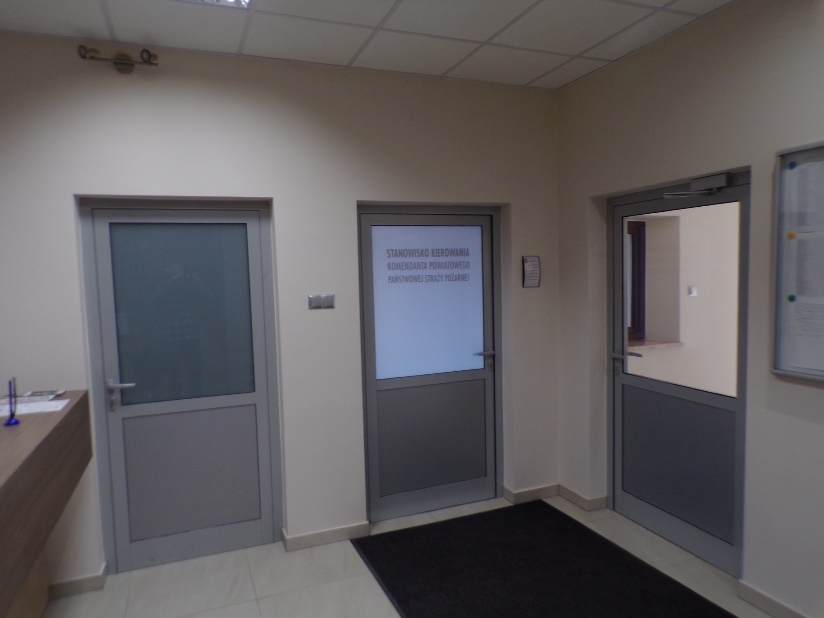 STANOWISKO KIEROWANIA
KOMENDANTA POWIATOWEGO
PAŃSTWOWEJ STRAŻY POŻARNEJ